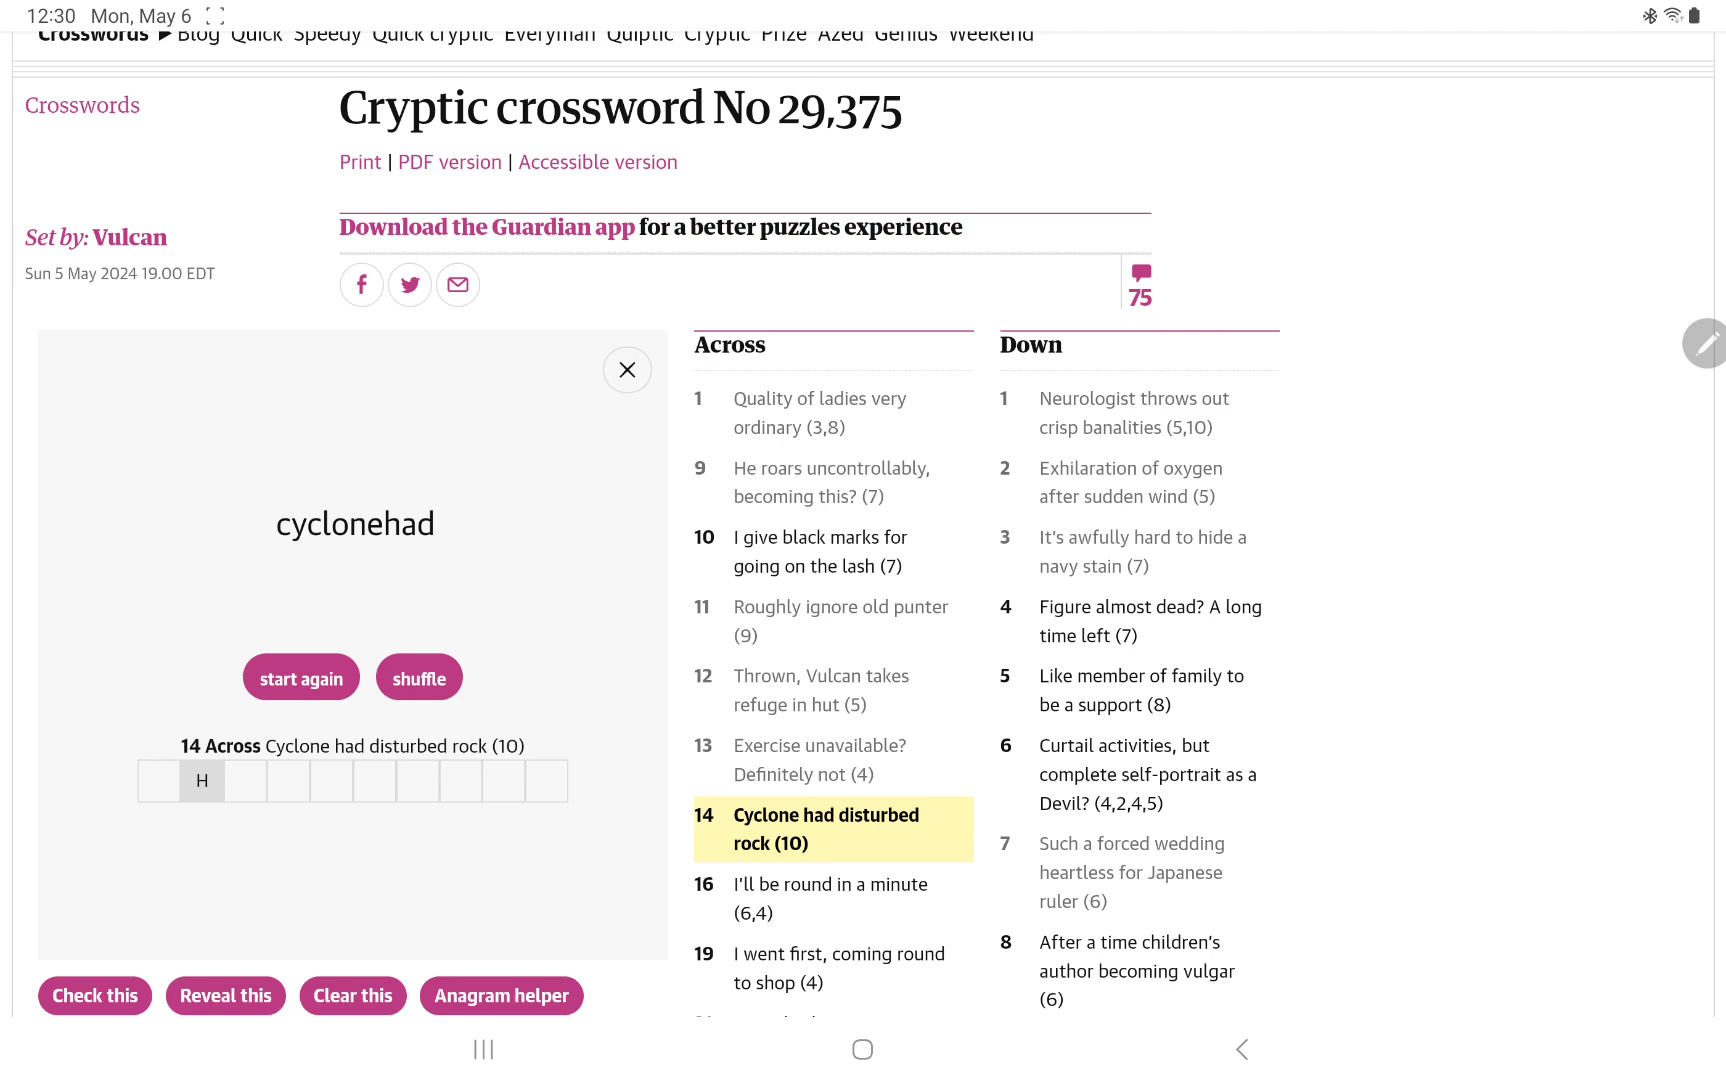 12:30 Mon, May 6
Crosswords ▶ Blog Quick Speedy Quick cryptic Everyman Quiptic Cryptic Prize Azed Genius Weekend
Crosswords
Cryptic crossword No 29,375
Print | PDF version | Accessible version
Set by: Vulcan
Sun 5 May 2024 19.00 EDT
Download the Guardian app for a better puzzles experience
75
cyclonehad
start again
shuffle
14 Across Cyclone had disturbed rock (10)
H
Check this
Reveal this
Clear this
Anagram helper
Across
1 Quality of ladies very
ordinary (3,8)
9 He roars uncontrollably,
becoming this? (7)
10 I give black marks for
going on the lash (7)
11 Roughly ignore old punter
(9)
12 Thrown, Vulcan takes
refuge in hut (5)
13 Exercise unavailable?
Definitely not (4)
14 Cyclone had disturbed
rock (10)
16 I'll be round in a minute
(6,4)
19 I went first, coming round
to shop (4)
Down
1 Neurologist throws out
crisp banalities (5,10)
2 Exhilaration of oxygen
after sudden wind (5)
3 It's awfully hard to hide a
navy stain (7)
4 Figure almost dead? A long
time left (7)
5 Like member of family to
be a support (8)
6 Curtail activities, but
complete self-portrait as a
Devil? (4,2,4,5)
7 Such a forced wedding
heartless for Japanese
ruler (6)
8 After a time children's
author becoming vulgar
(6)